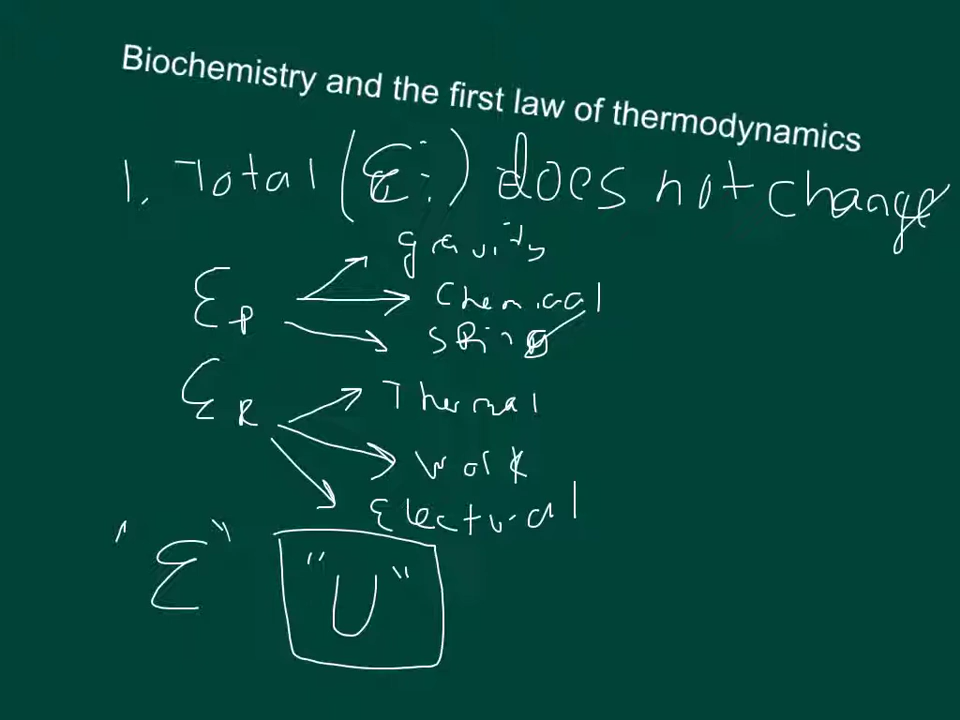 Biochemistry and the first law of thermodynamics
1. Total (E:) does not change
gravity
EP
Chemical
SPring
EK
Thermal
Work
Electrical
"E" "U"